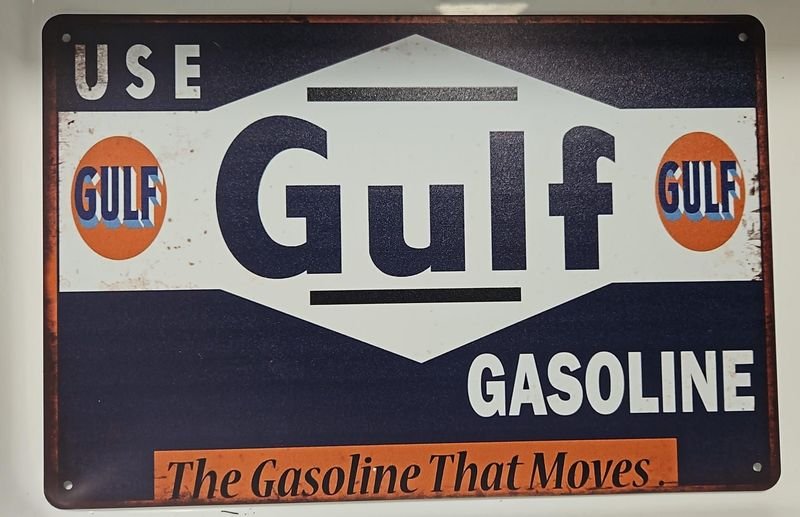 USE
Gulf
GULF
GULF
GASOLINE
The Gasoline That Moves .